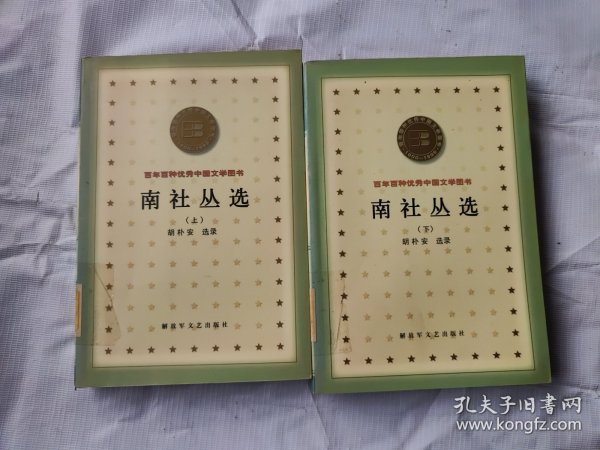 百年百种优秀中国文学图书
南社丛选
(上)
胡朴安 选录
解放军文艺出版社
百年百种优秀中国文学图书
南社丛选
(下)
胡朴安 选录
解放军文艺出版社
孔夫子旧书网
www.kongfz.com